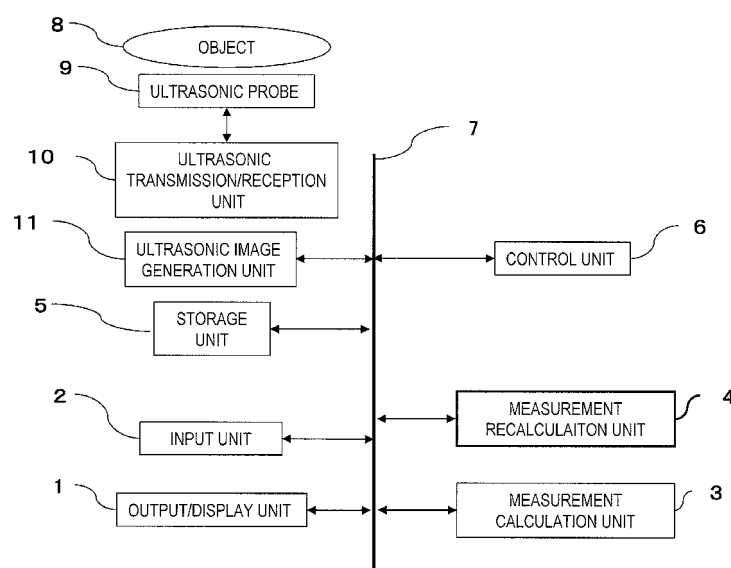 8
OBJECT
9
ULTRASONIC PROBE
7
10
ULTRASONIC
TRANSMISSION/RECEPTION
UNIT
11
ULTRASONIC IMAGE
GENERATION UNIT
6
CONTROL UNIT
5
STORAGE
UNIT
2
INPUT UNIT
4
MEASUREMENT
RECALCULAITON UNIT
1
OUTPUT/DISPLAY UNIT
3
MEASUREMENT
CALCULATION UNIT